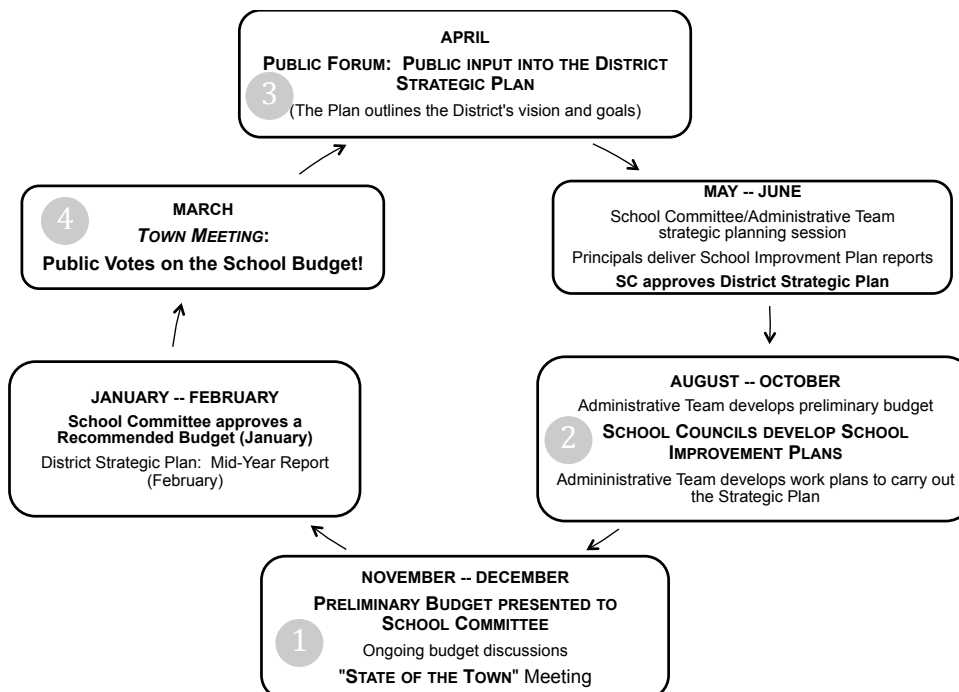 APRIL
PUBLIC FORUM: PUBLIC INPUT INTO THE DISTRICT
STRATEGIC PLAN
3
(The Plan outlines the District's vision and goals)
MAY -- JUNE
School Committee/Administrative Team
strategic planning session
Principals deliver School Improvment Plan reports
SC approves District Strategic Plan
AUGUST -- OCTOBER
Administrative Team develops preliminary budget
2
SCHOOL COUNCILS DEVELOP SCHOOL
IMPROVEMENT PLANS
Admininistrative Team develops work plans to carry out
the Strategic Plan
NOVEMBER -- DECEMBER
PRELIMINARY BUDGET PRESENTED TO
SCHOOL COMMITTEE
1
Ongoing budget discussions
"STATE OF THE TOWN" Meeting
JANUARY -- FEBRUARY
School Committee approves a
Recommended Budget (January)
District Strategic Plan: Mid-Year Report
(February)
4
MARCH
TOWN MEETING:
Public Votes on the School Budget!